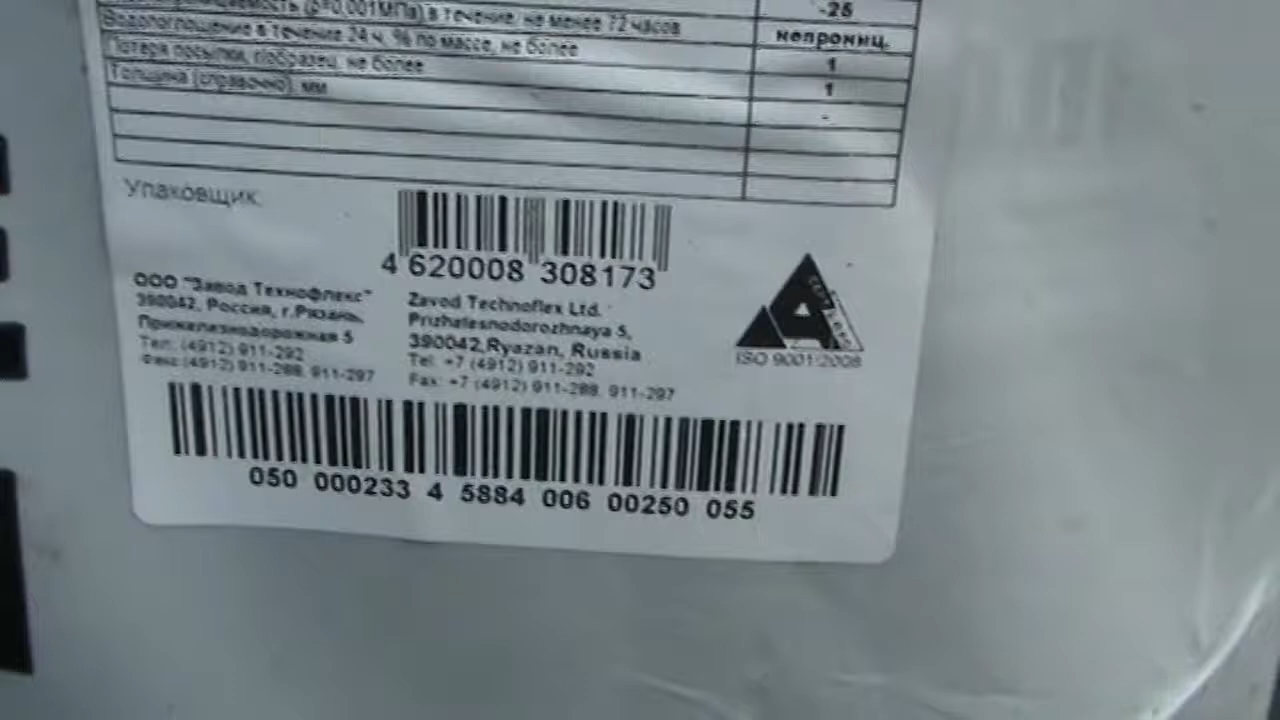 -25
(р=0,001МПа) в течение, не менее 72 часов непрониц.
Водопоглощение в течение 24 ч, % по массе, не более 1
Потеря посыпки, г/образец, не более 1
Толщина (справочно), мм -
Упаковщик
4 620008 308173
ООО "Завод Технофлекс"
390042, Россия, г.Рязань,
Прижелезнодорожная 5
Тел.: (4912) 911-292
Факс:(4912) 911-288, 911-297
Zavod Technoflex Ltd.
Prizhelesnodorozhnaya 5,
390042,Ryazan, Russia
Tel: +7 (4912) 911-292
Fax: +7 (4912) 911-288, 911-297
ISO 9001:2008
050 000233 4 5884 006 00250 055